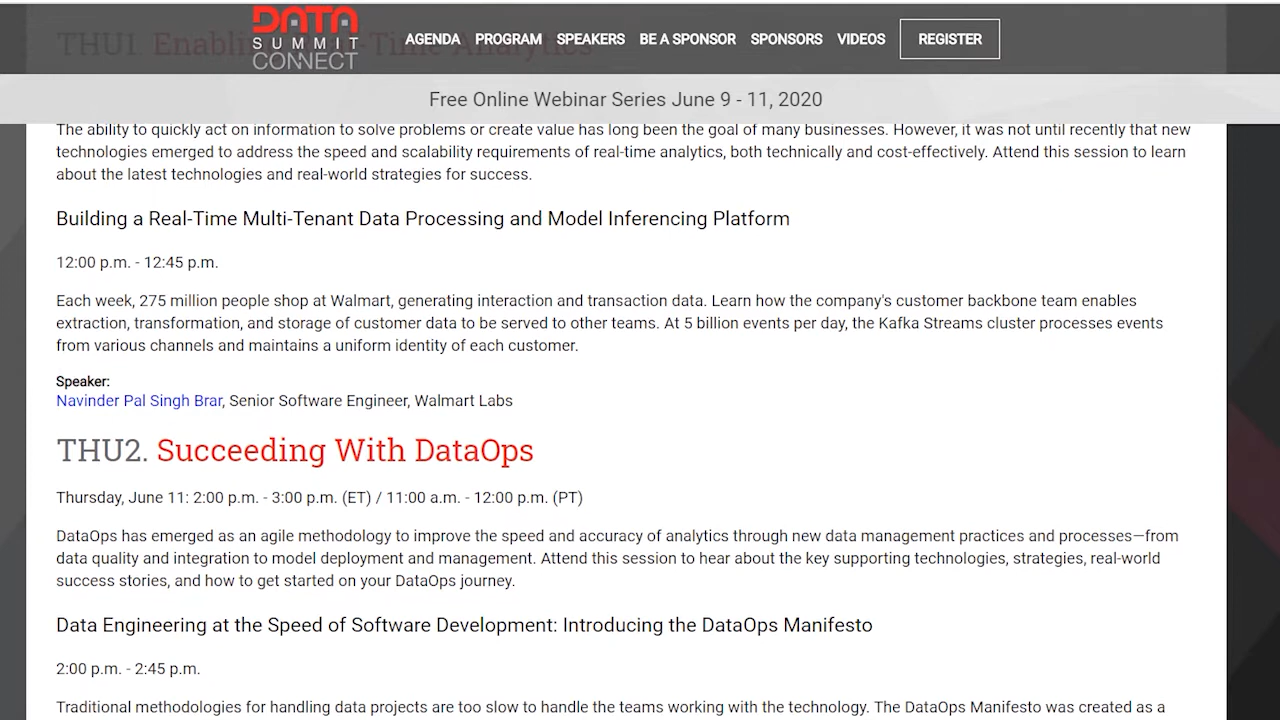 DATA
SUMMIT
CONNECT
AGENDA PROGRAM SPEAKERS BE A SPONSOR SPONSORS VIDEOS REGISTER
THU1. Enabling Real-Time Analytics
Free Online Webinar Series June 9 - 11, 2020
The ability to quickly act on information to solve problems or create value has long been the goal of many businesses. However, it was not until recently that new
technologies emerged to address the speed and scalability requirements of real-time analytics, both technically and cost-effectively. Attend this session to learn
about the latest technologies and real-world strategies for success.
Building a Real-Time Multi-Tenant Data Processing and Model Inferencing Platform
12:00 p.m. - 12:45 p.m.
Each week, 275 million people shop at Walmart, generating interaction and transaction data. Learn how the company's customer backbone team enables
extraction, transformation, and storage of customer data to be served to other teams. At 5 billion events per day, the Kafka Streams cluster processes events
from various channels and maintains a uniform identity of each customer.
Speaker:
Navinder Pal Singh Brar, Senior Software Engineer, Walmart Labs
THU2. Succeeding With DataOps
Thursday, June 11: 2:00 p.m. - 3:00 p.m. (ET) / 11:00 a.m. - 12:00 p.m. (PT)
DataOps has emerged as an agile methodology to improve the speed and accuracy of analytics through new data management practices and processes—from
data quality and integration to model deployment and management. Attend this session to hear about the key supporting technologies, strategies, real-world
success stories, and how to get started on your DataOps journey.
Data Engineering at the Speed of Software Development: Introducing the DataOps Manifesto
2:00 p.m. - 2:45 p.m.
Traditional methodologies for handling data projects are too slow to handle the teams working with the technology. The DataOps Manifesto was created as a